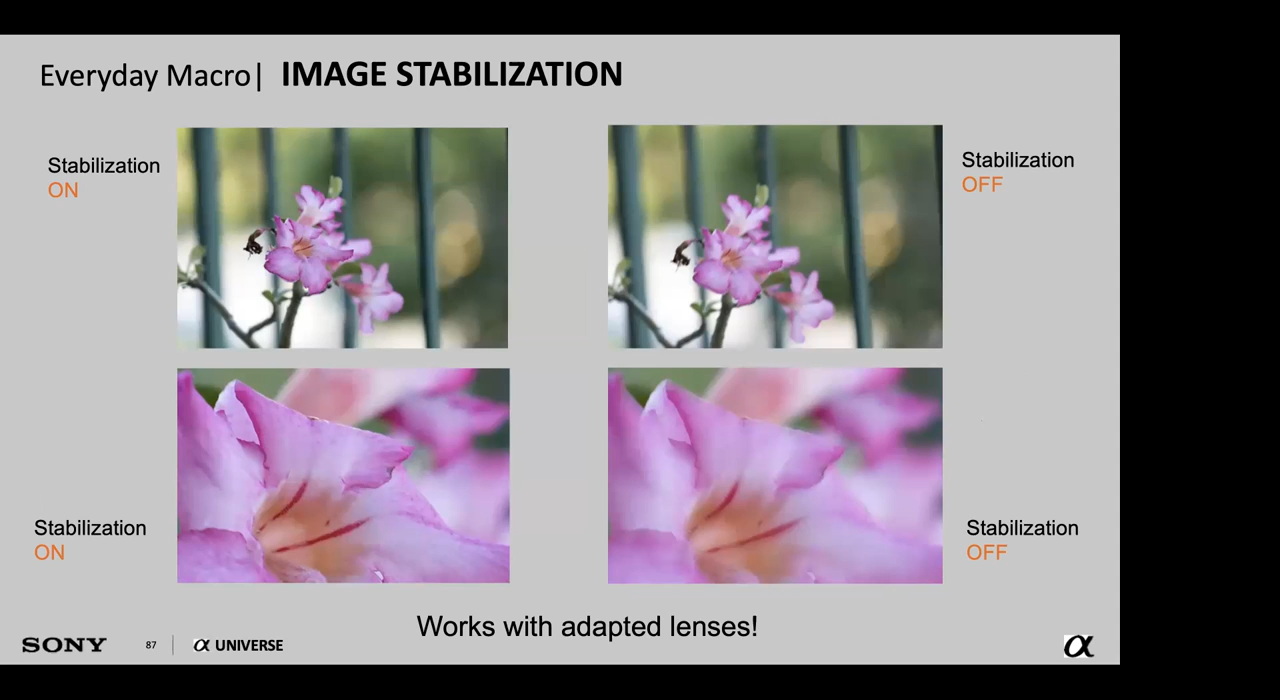 Everyday Macro| IMAGE STABILIZATION
Stabilization
ON
Stabilization
OFF
Stabilization
ON
Stabilization
OFF
Works with adapted lenses!
SONY 87 | α UNIVERSE α